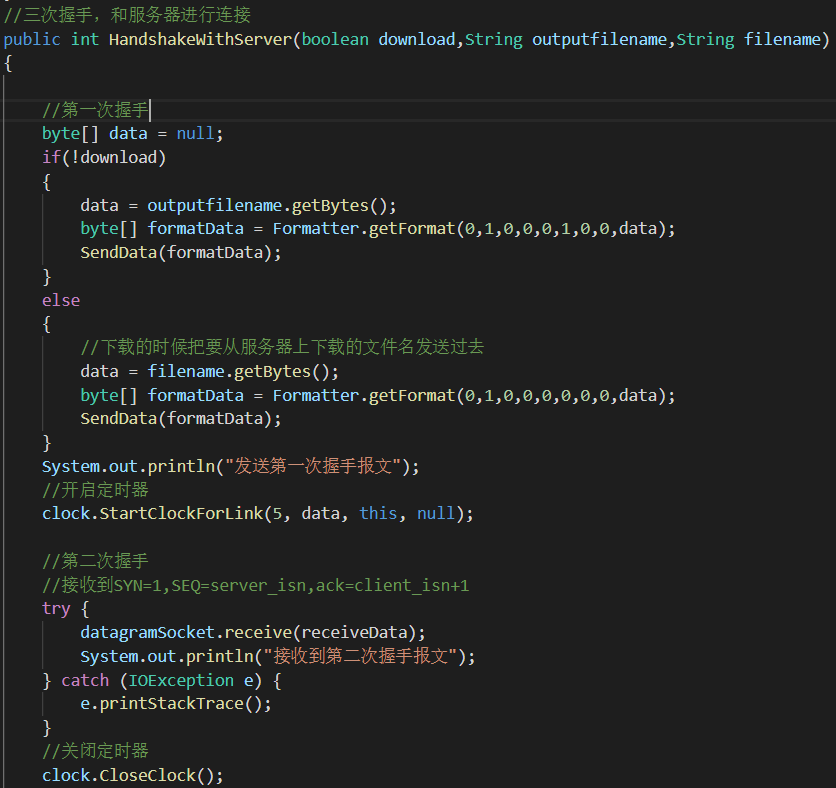 //三次握手，和服务器进行连接
public int HandshakeWithServer(boolean download,String outputfilename,String filename)
{
//第一次握手
byte[] data = null;
if(!download)
{
data = outputfilename.getBytes();
byte[] formatData = Formatter.getFormat(0,1,0,0,0,1,0,0,data);
SendData(formatData);
}
else
{
//下载的时候把要从服务器上下载的文件名发送过去
data = filename.getBytes();
byte[] formatData = Formatter.getFormat(0,1,0,0,0,0,0,0,data);
SendData(formatData);
}
System.out.println("发送第一次握手报文");
//开启定时器
clock.StartClockForLink(5, data, this, null);
//第二次握手
//接收到SYN=1,SEQ=server_isn,ack=client_isn+1
try {
datagramSocket.receive(receiveData);
System.out.println("接收到第二次握手报文");
} catch (IOException e) {
e.printStackTrace();
}
//关闭定时器
clock.CloseClock();